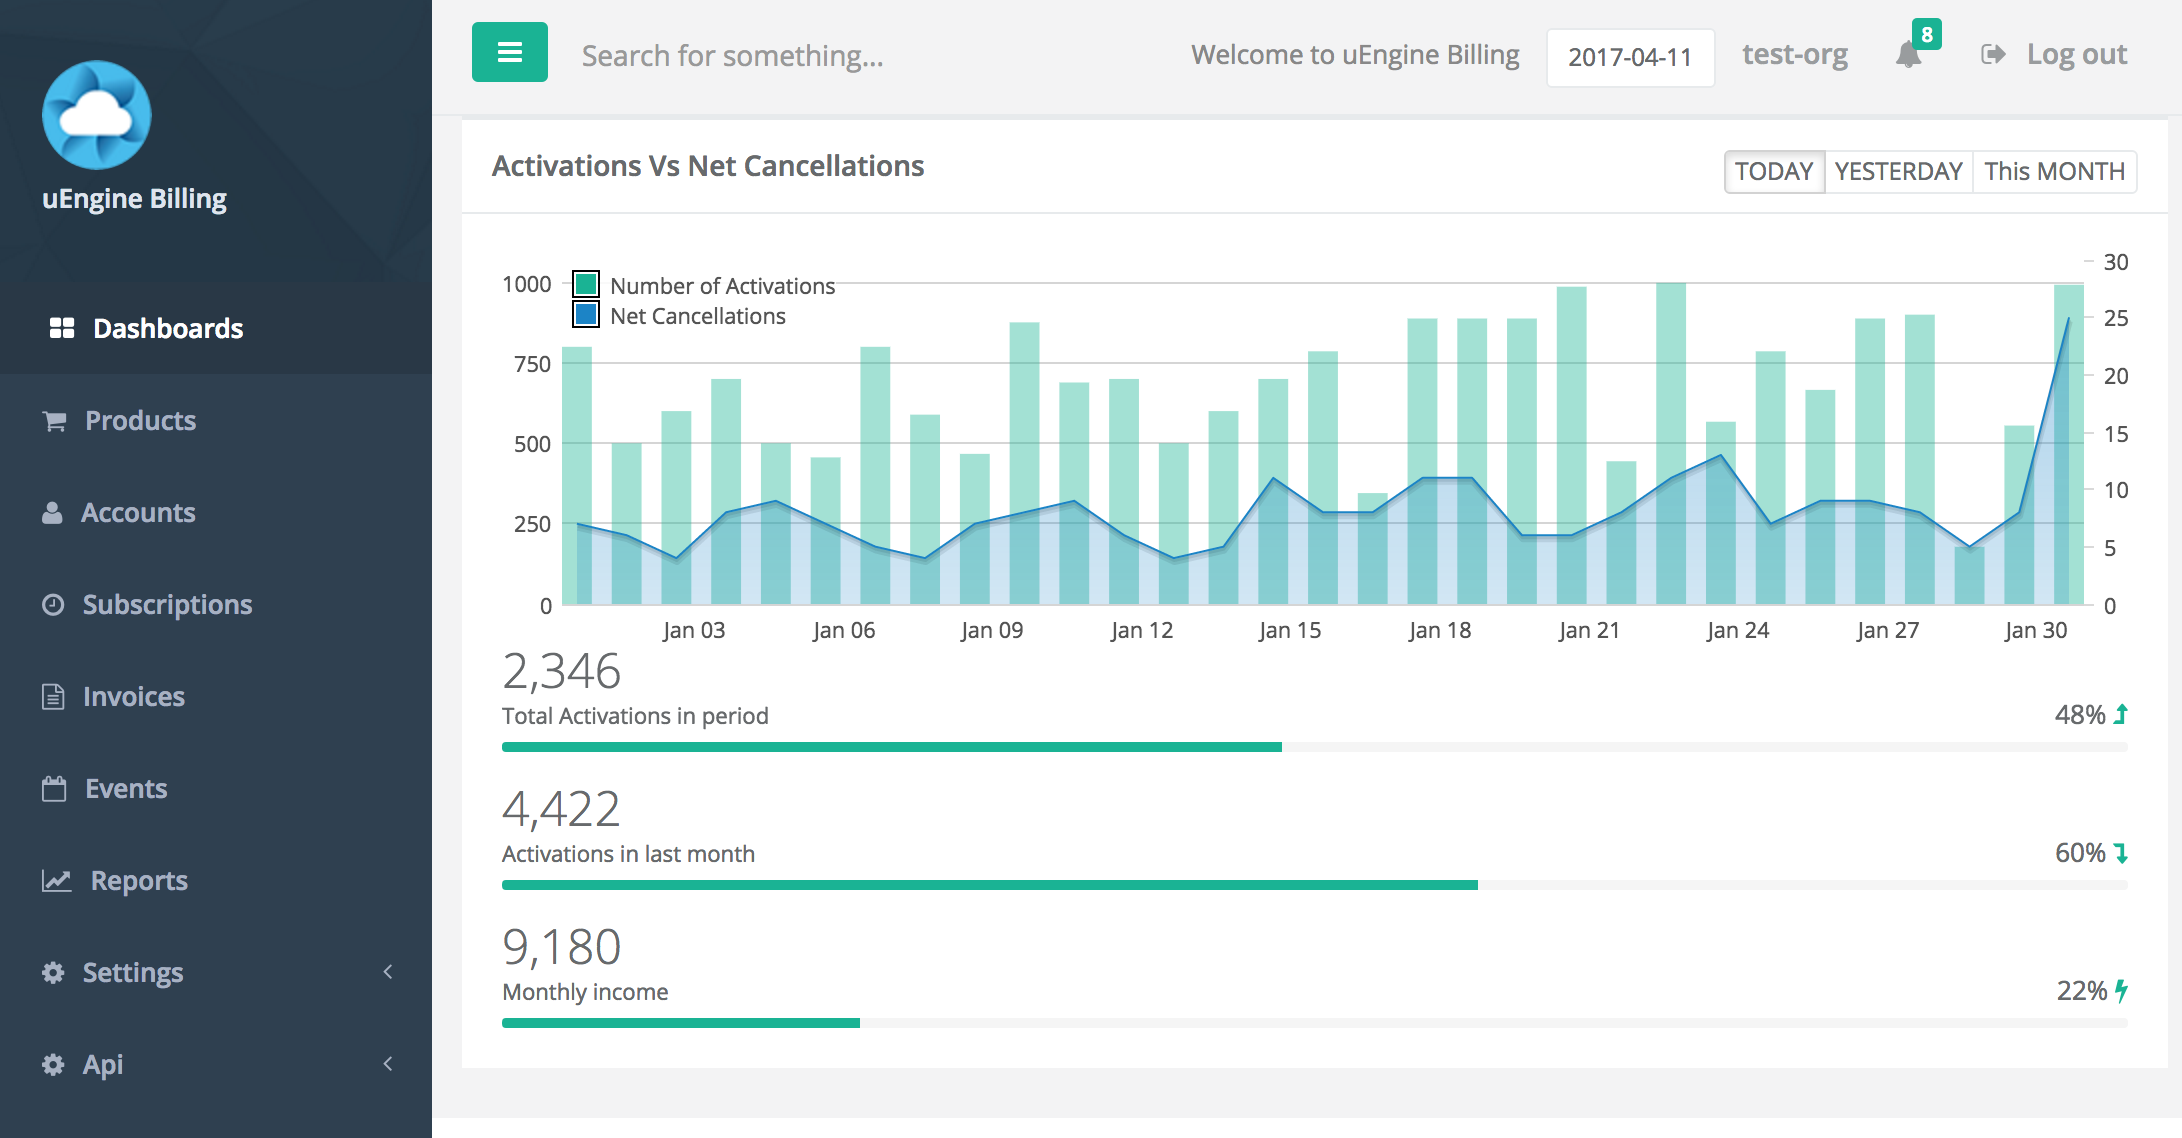 uEngine Billing
Dashboards
Products
Accounts
Subscriptions
Invoices
Events
Reports
Settings
Api
Search for something...
Welcome to uEngine Billing
2017-04-11
test-org
8
Log out
Activations Vs Net Cancellations
TODAY YESTERDAY This MONTH
Number of Activations
Net Cancellations
1000
750
500
250
0
30
25
20
15
10
5
0
Jan 03 Jan 06 Jan 09 Jan 12 Jan 15 Jan 18 Jan 21 Jan 24 Jan 27 Jan 30
2,346
Total Activations in period
48%
4,422
Activations in last month
60%
9,180
Monthly income
22%